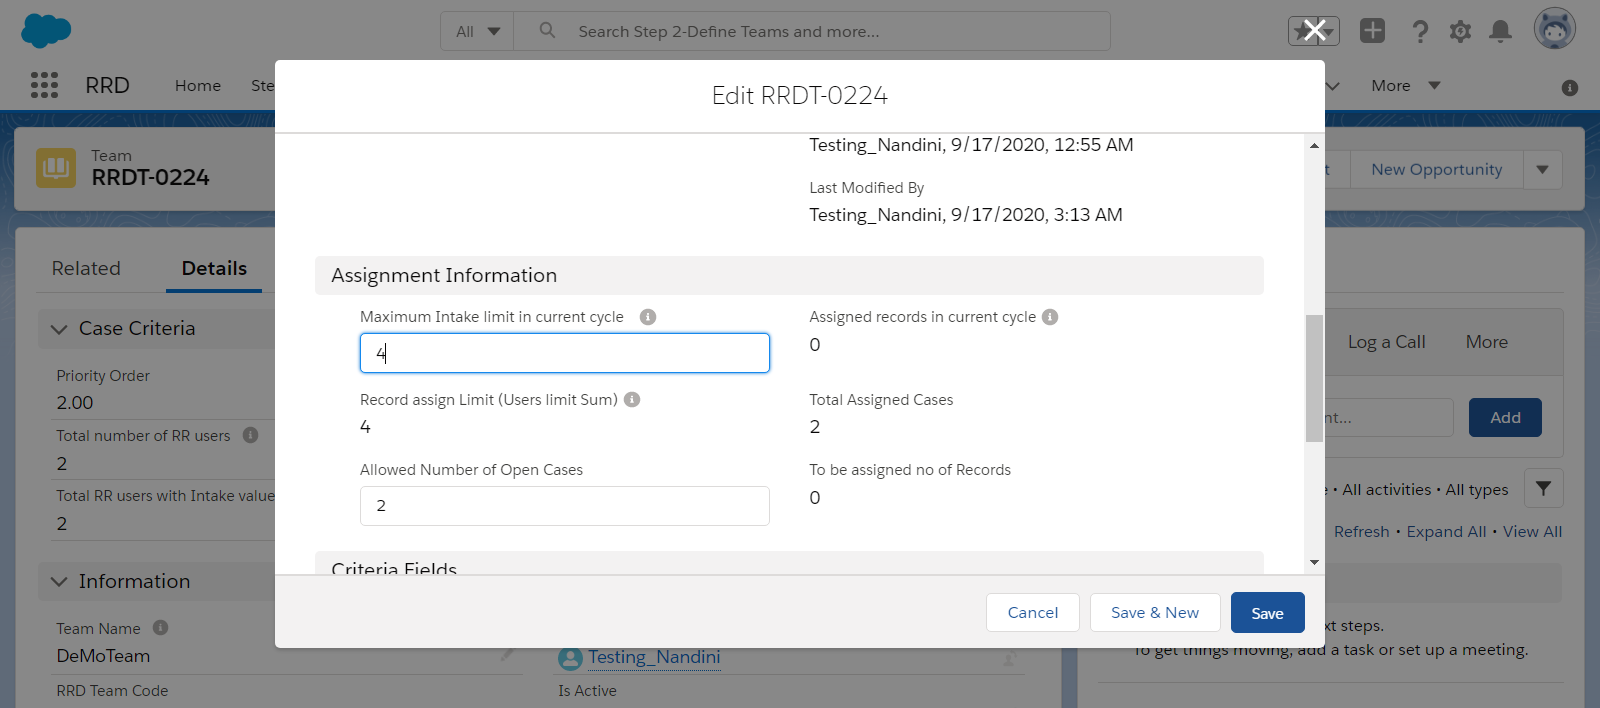 All
Search Step 2-Define Teams and more...
RRD
Home
Ste
More
Edit RRDT-0224
Team
RRDT-0224
t
New Opportunity
Testing_Nandini, 9/17/2020, 12:55 AM
Last Modified By
Testing_Nandini, 9/17/2020, 3:13 AM
Related
Details
Assignment Information
Case Criteria
Maximum Intake limit in current cycle
Assigned records in current cycle
4
0
Log a Call
More
Priority Order
2.00
Record assign Limit (Users limit Sum)
Total Assigned Cases
4
2
nt...
Add
Total number of RR users
2
Allowed Number of Open Cases
To be assigned no of Records
2
0
Total RR users with Intake value
2
• All activities • All types
Refresh • Expand All • View All
Criteria Fields
Information
Cancel
Save & New
Save
Team Name
DeMoTeam
Testing_Nandini
xt steps.
To get things moving, add a task or set up a meeting.
RRD Team Code
Is Active